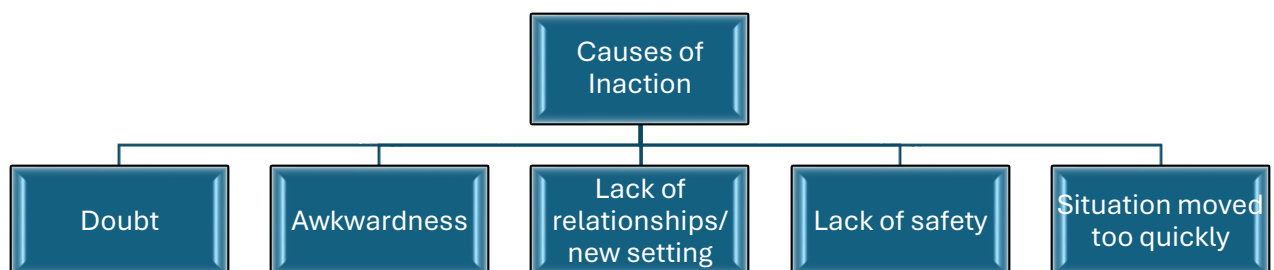 Causes of
Inaction
Doubt
Awkwardness
Lack of
relationships/
new setting
Lack of safety
Situation moved
too quickly